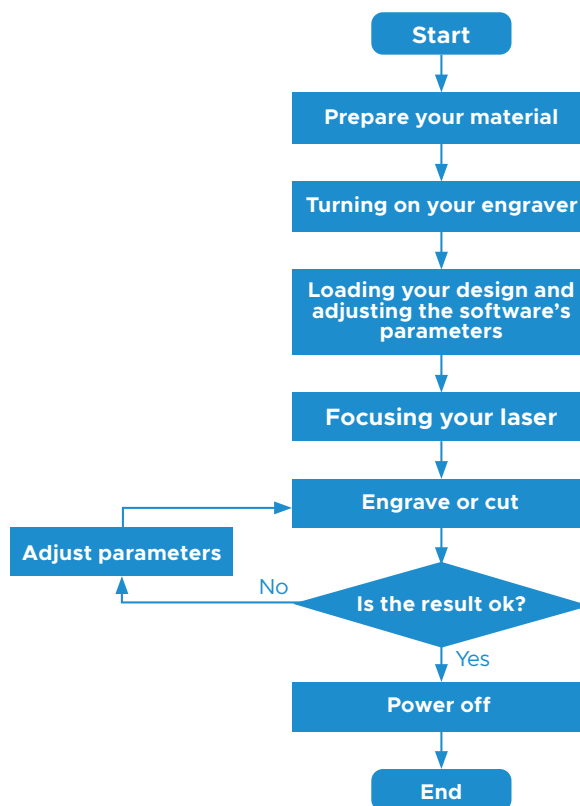 Start
Prepare your material
Turning on your engraver
Loading your design and
adjusting the software's
parameters
Focusing your laser
Engrave or cut
Adjust parameters
No
Is the result ok?
Yes
Power off
End